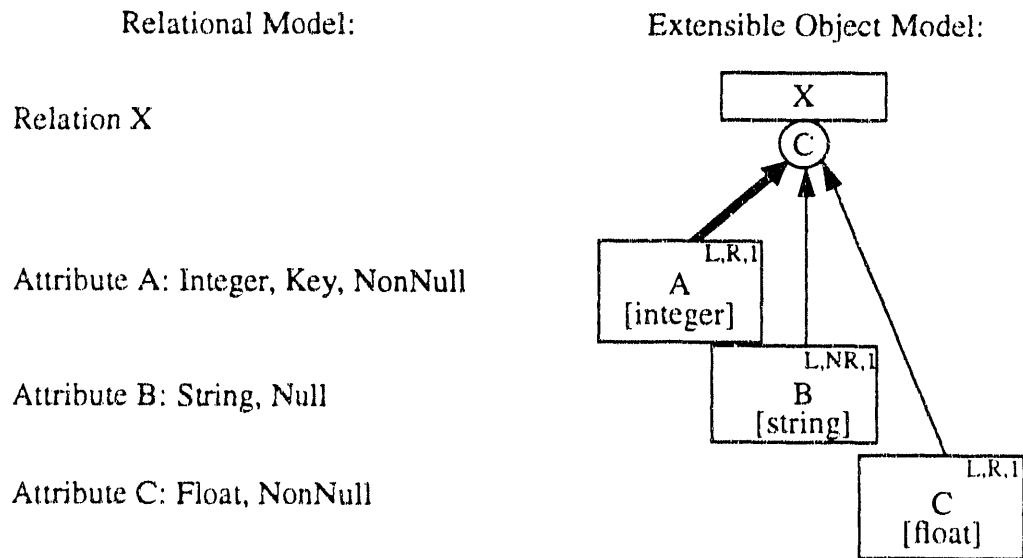 Relational Model:
Extensible Object Model:
Relation X
X
C
Attribute A: Integer, Key, NonNull
L,R,1
A
[integer]
Attribute B: String, Null
L,NR,1
B
[string]
Attribute C: Float, NonNull
L,R,1
C
[float]